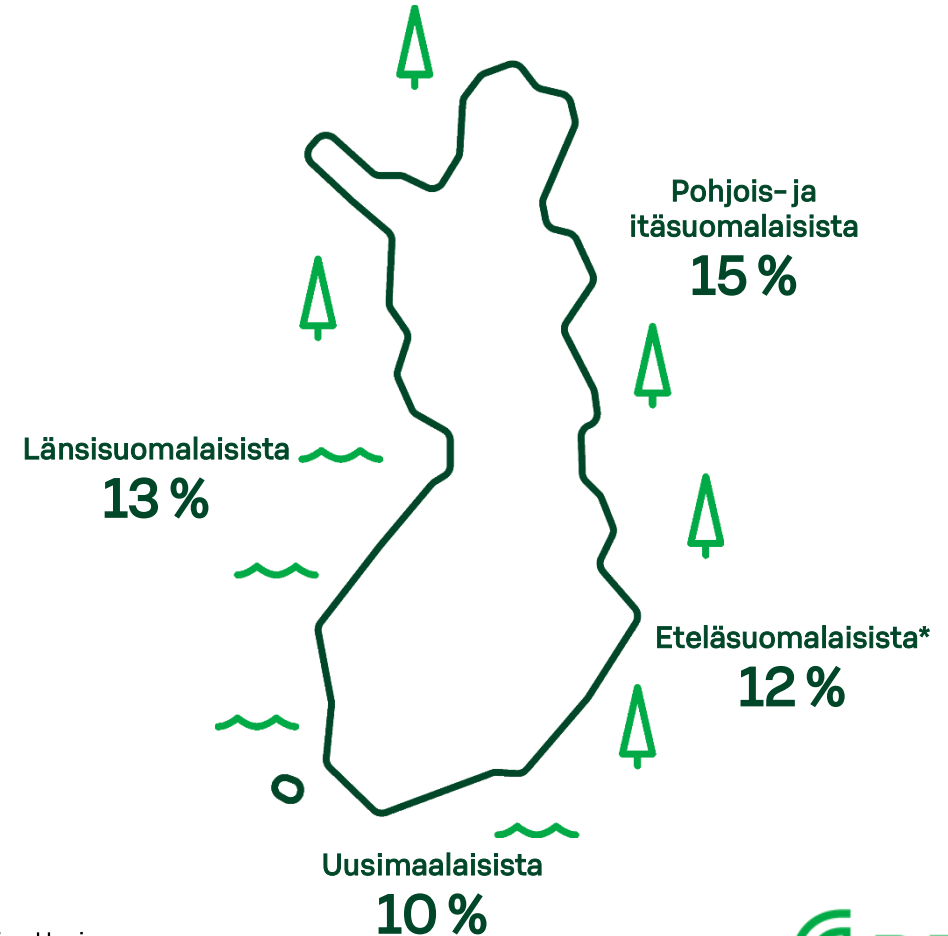 Pohjois- ja
itäsuomalaisista
15 %
Länsisuomalaisista
13 %
Eteläsuomalaisista*
12 %
Uusimaalaisista
10 %